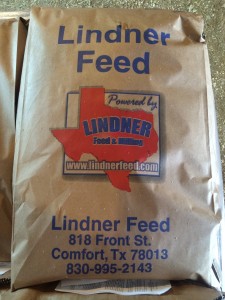 Lindner
Feed
Powered by
LINDNER
Feed & Milling
www.lindnerfeed.com
Lindner Feed
818 Front St.
Comfort, Tx 78013
830-995-2143